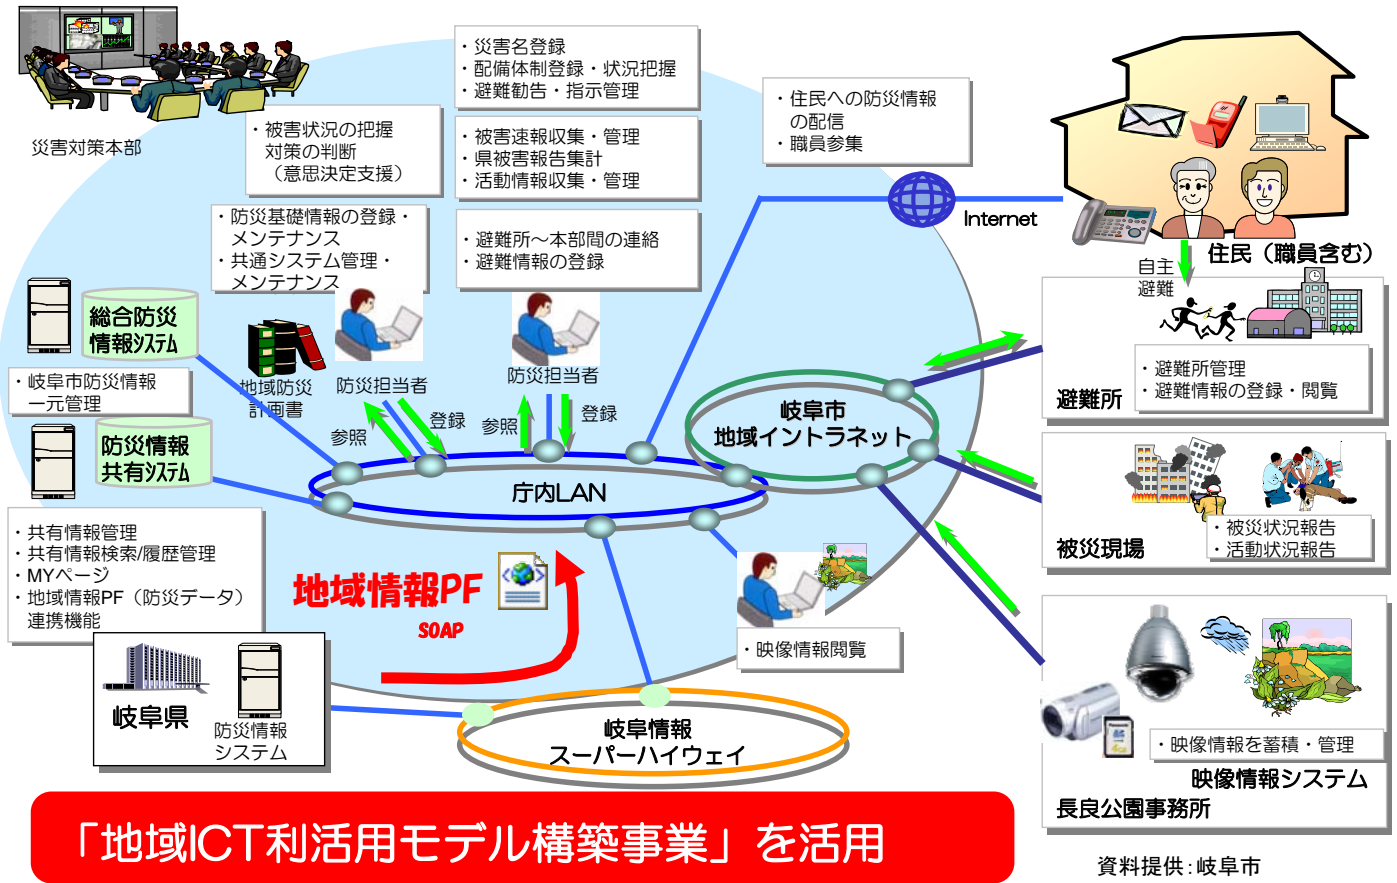 災害対策本部
・被害状況の把握
対策の判断
（意思決定支援）
・災害名登録
・配備体制登録・状況把握
・避難勧告・指示管理
・被害速報収集・管理
・県被害報告集計
・活動情報収集・管理
・避難所～本部間の連絡
・避難情報の登録
・防災基礎情報の登録・
メンテナンス
・共通システム管理・
メンテナンス
・住民への防災情報
の配信
・職員参集
Internet
住民（職員含む）
自主
避難
総合防災
情報システム
・岐阜市防災情報
一元管理
防災情報
共有システム
地域防災
計画書
防災担当者
参照
登録
防災担当者
参照
登録
岐阜市
地域イントラネット
庁内LAN
・避難所管理
・避難情報の登録・閲覧
避難所
・被災状況報告
・活動状況報告
被災現場
・共有情報管理
・共有情報検索/履歴管理
・MYページ
・地域情報PF（防災データ）
連携機能
地域情報PF
SOAP
・映像情報閲覧
岐阜県
防災情報
システム
岐阜情報
スーパーハイウェイ
・映像情報を蓄積・管理
映像情報システム
長良公園事務所
「地域ICT利活用モデル構築事業」を活用
資料提供：岐阜市